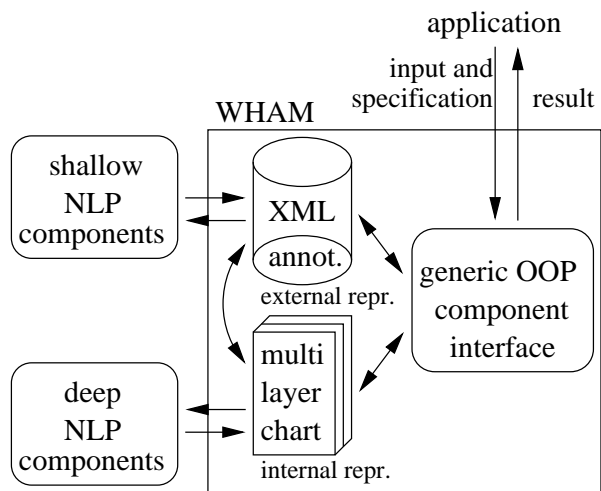 application
input and
specification
result
WHAM
shallow
NLP
components
XML
annot.
external repr.
generic OOP
component
interface
multi
layer
chart
internal repr.
deep
NLP
components